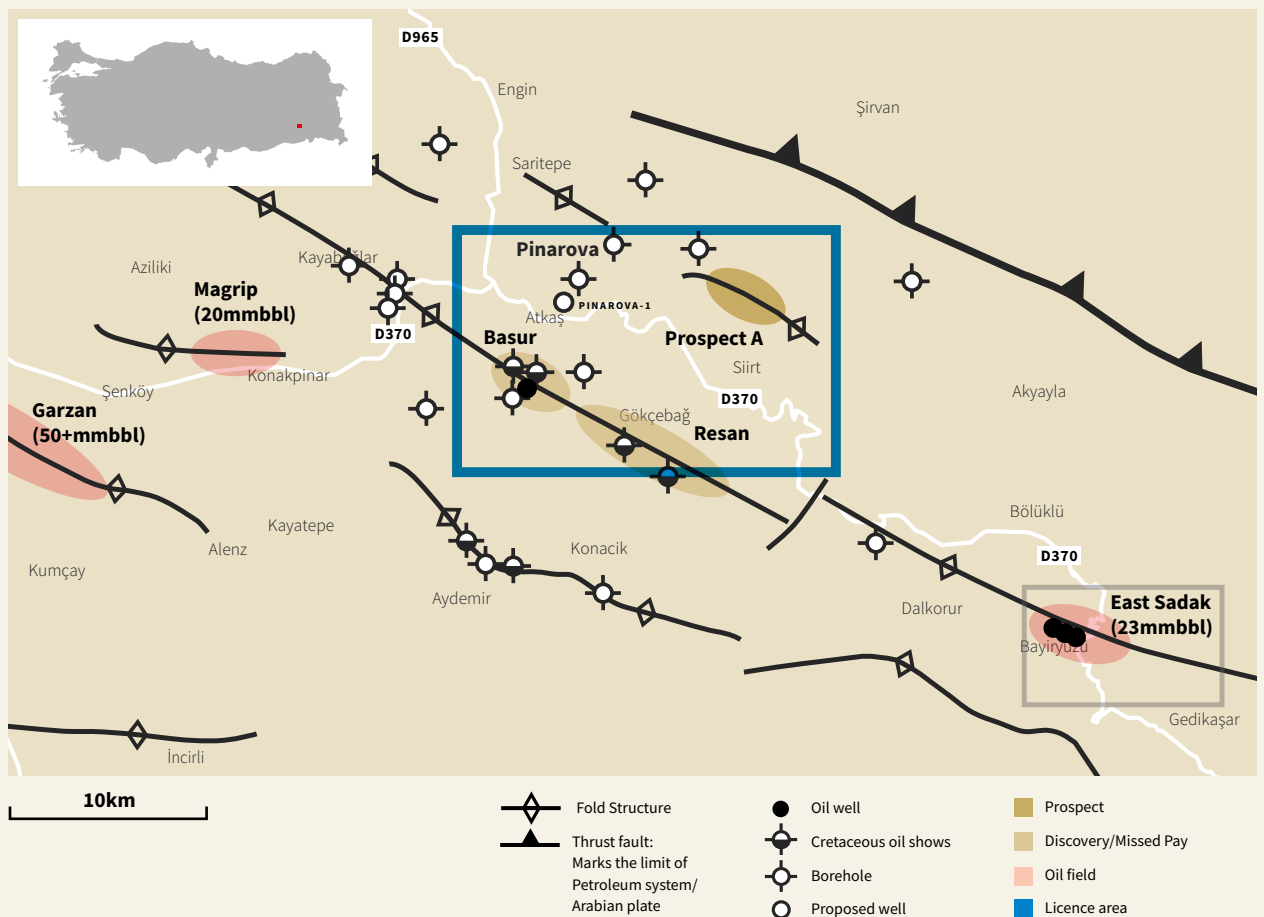 D965
Engin
Şirvan
Saritepe
Pinarova
Kayabağlar
Aziliki
Magrip
(20mmbbl)
PINAROVA-1
Atkaş
D370
Basur
Prospect A
Siirt
Konakpinar
Şenköy
D370
Akyayla
Garzan
(50+mmbbl)
Gökçebağ
Resan
Bölüklü
Kayatepe
Alenz
Konacik
D370
Kumçay
Aydemir
Dalkorur
East Sadak
(23mmbbl)
Bayiryüzü
Gedikaşar
İncirli
10km
Fold Structure
Thrust fault:
Marks the limit of
Petroleum system/
Arabian plate
Oil well
Cretaceous oil shows
Borehole
Proposed well
Prospect
Discovery/Missed Pay
Oil field
Licence area